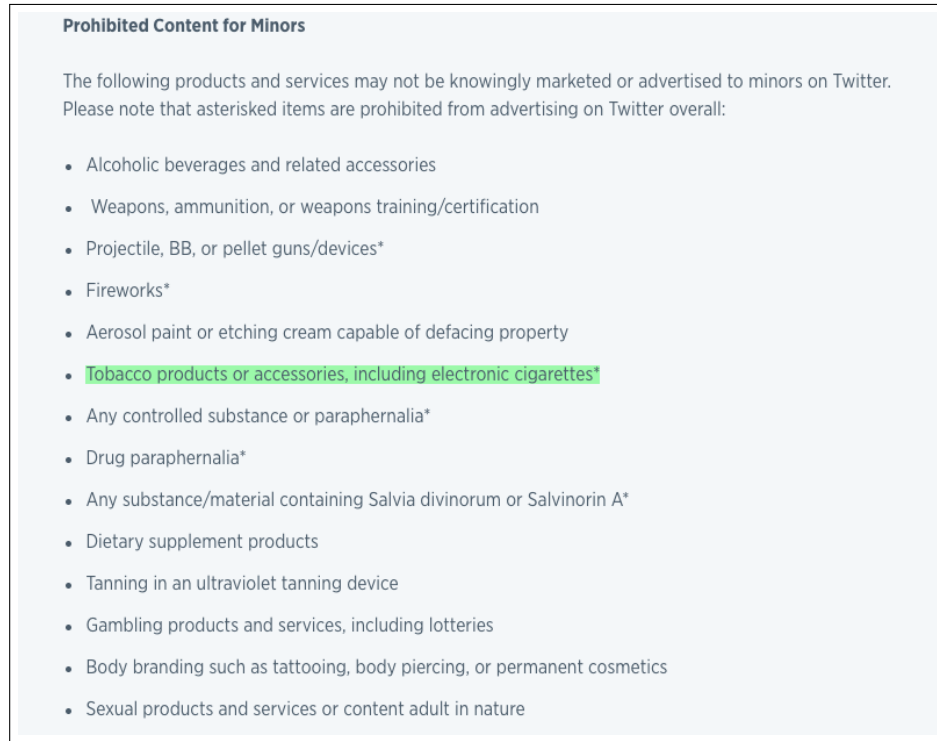 Prohibited Content for Minors
The following products and services may not be knowingly marketed or advertised to minors on Twitter.
Please note that asterisked items are prohibited from advertising on Twitter overall:
• Alcoholic beverages and related accessories
• Weapons, ammunition, or weapons training/certification
• Projectile, BB, or pellet guns/devices*
• Fireworks*
• Aerosol paint or etching cream capable of defacing property
• Tobacco products or accessories, including electronic cigarettes*
• Any controlled substance or paraphernalia*
• Drug paraphernalia*
• Any substance/material containing Salvia divinorum or Salvinorin A*
• Dietary supplement products
• Tanning in an ultraviolet tanning device
• Gambling products and services, including lotteries
• Body branding such as tattooing, body piercing, or permanent cosmetics
• Sexual products and services or content adult in nature